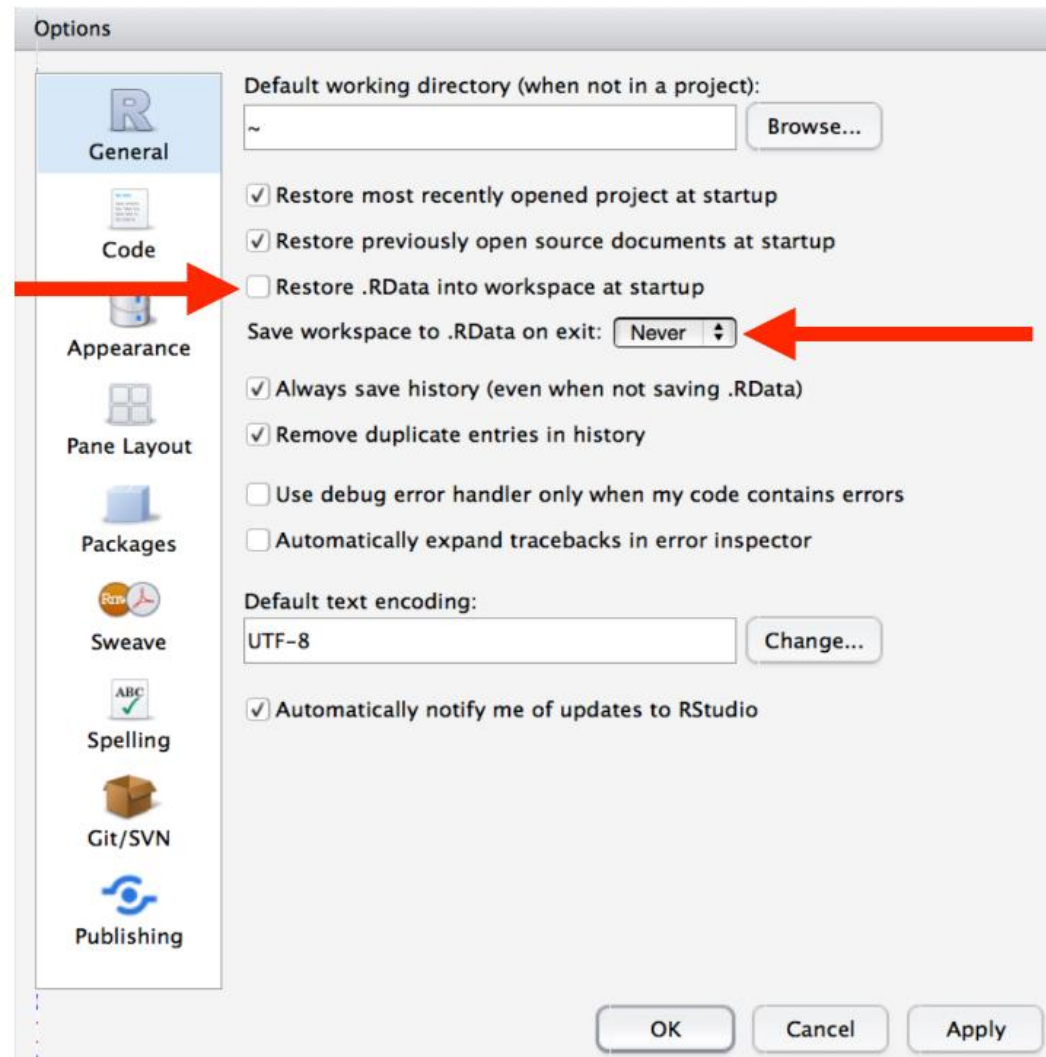 Options
General
Code
Appearance
Pane Layout
Packages
Rnw
Sweave
ABC
Spelling
Git/SVN
Publishing
Default working directory (when not in a project):
~ Browse...
Restore most recently opened project at startup
Restore previously open source documents at startup
Restore .RData into workspace at startup
Save workspace to .RData on exit: Never
Always save history (even when not saving .RData)
Remove duplicate entries in history
Use debug error handler only when my code contains errors
Automatically expand tracebacks in error inspector
Default text encoding:
UTF-8 Change...
Automatically notify me of updates to RStudio
OK Cancel Apply